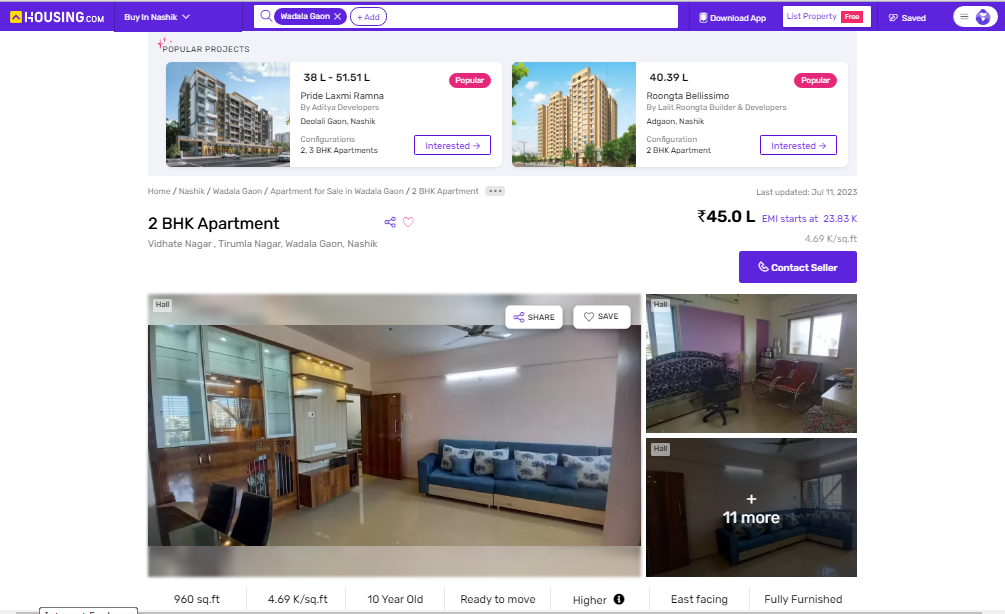 HOUSING.COM
Buy In Nashik
Wadala Gaon
+ Add
Download App
List Property Free
Saved
POPULAR PROJECTS
38 L - 51.51 L
Popular
Pride Laxmi Ramna
By Aditya Developers
Deolali Gaon, Nashik
Configurations
2, 3 BHK Apartments
Interested →
40.39 L
Popular
Roongta Bellissimo
By Lalit Roongta Builder & Developers
Adgaon, Nashik
Configuration
2 BHK Apartment
Interested →
Home / Nashik / Wadala Gaon / Apartment for Sale in Wadala Gaon / 2 BHK Apartment
Last updated: Jul 11, 2023
2 BHK Apartment
₹45.0 L EMI starts at 23.83 K
Vidhate Nagar , Tirumla Nagar, Wadala Gaon, Nashik
4.69 K/sq.ft
Contact Seller
Hall
SHARE
SAVE
Hall
Hall
+
11 more
960 sq.ft
4.69 K/sq.ft
10 Year Old
Ready to move
Higher
East facing
Fully Furnished